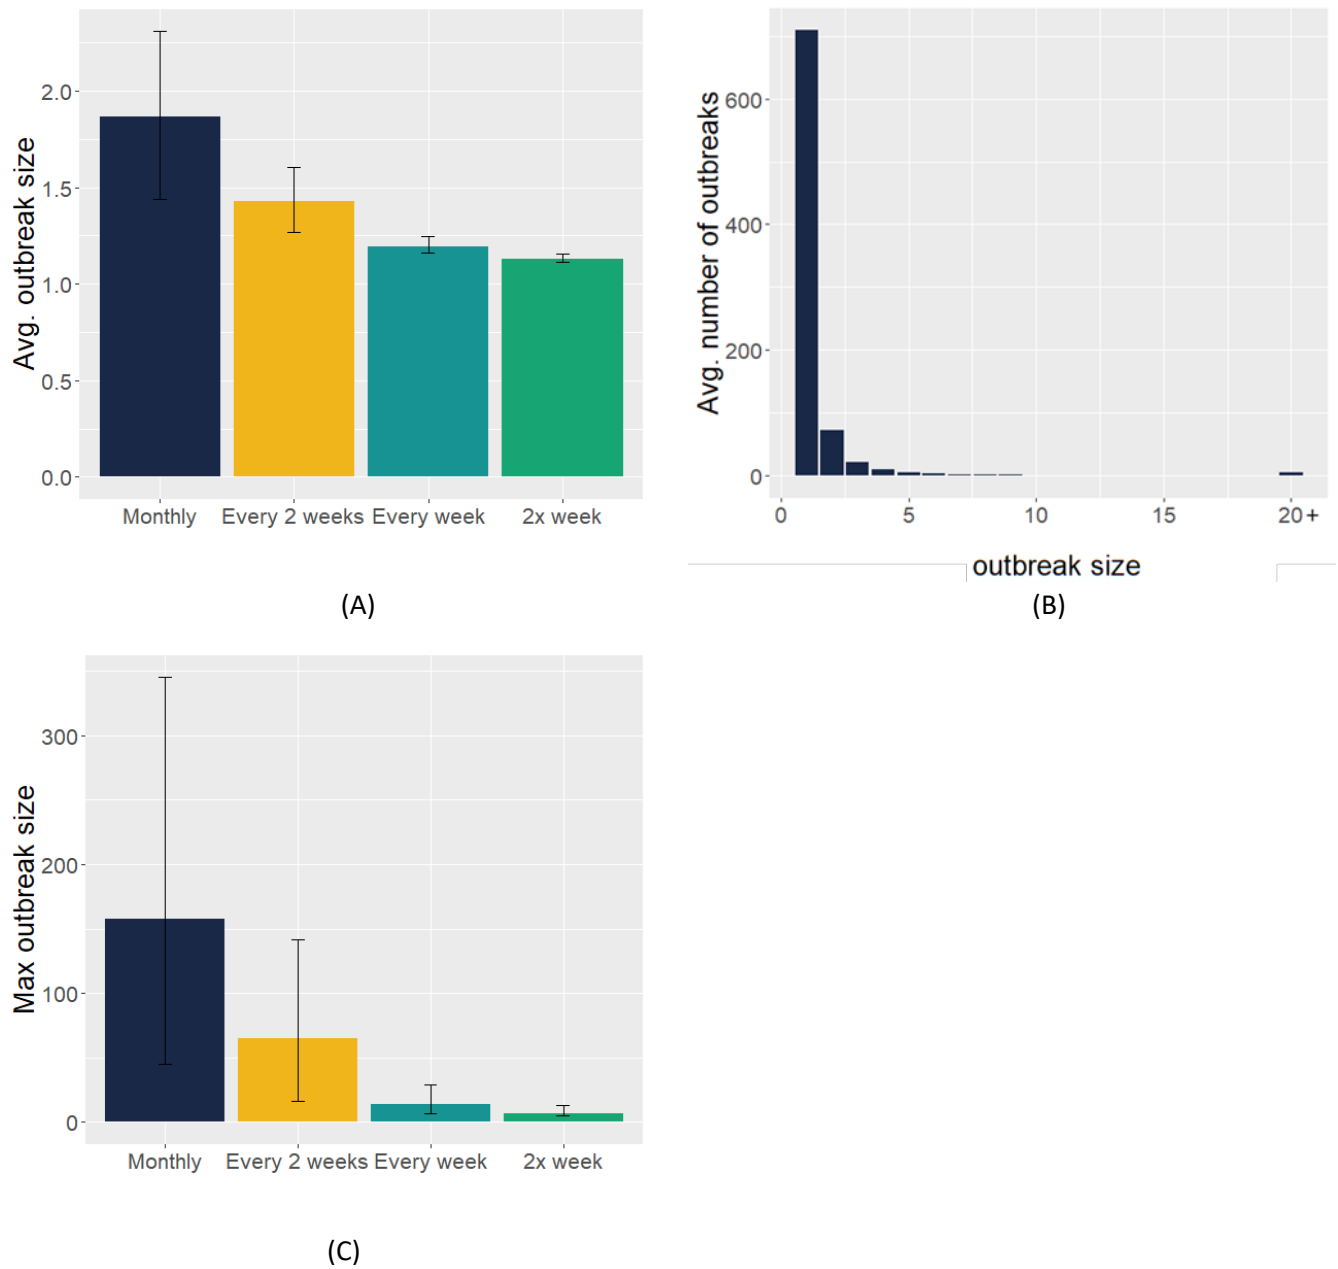 Avg. outbreak size
2.0
1.5
1.0
0.5
0.0
Monthly Every 2 weeks Every week 2x week
(A)
Avg. number of outbreaks
600
400
200
0
0 5 10 15 20+
outbreak size
(B)
Max outbreak size
300
200
100
0
Monthly Every 2 weeks Every week 2x week
(C)